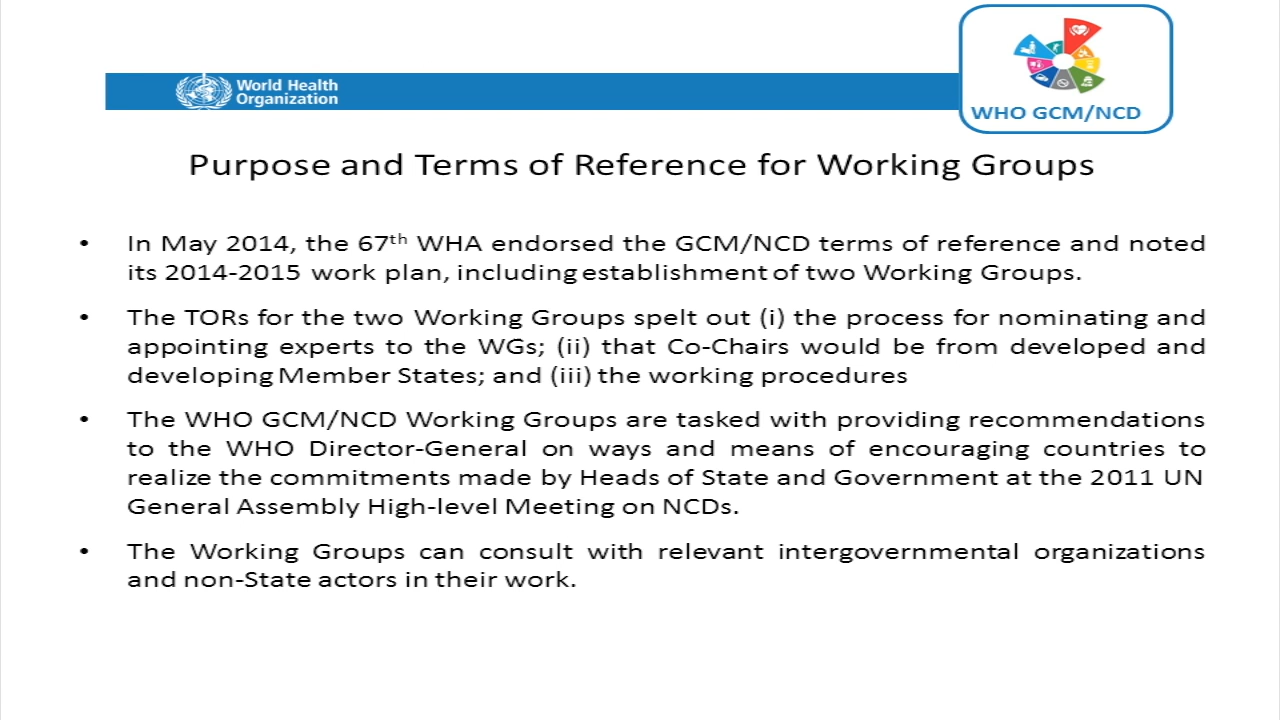 World Health
Organization
WHO GCM/NCD
Purpose and Terms of Reference for Working Groups
• In May 2014, the 67th WHA endorsed the GCM/NCD terms of reference and noted
its 2014-2015 work plan, including establishment of two Working Groups.
• The TORs for the two Working Groups spelt out (i) the process for nominating and
appointing experts to the WGs; (ii) that Co-Chairs would be from developed and
developing Member States; and (iii) the working procedures
• The WHO GCM/NCD Working Groups are tasked with providing recommendations
to the WHO Director-General on ways and means of encouraging countries to
realize the commitments made by Heads of State and Government at the 2011 UN
General Assembly High-level Meeting on NCDs.
• The Working Groups can consult with relevant intergovernmental organizations
and non-State actors in their work.